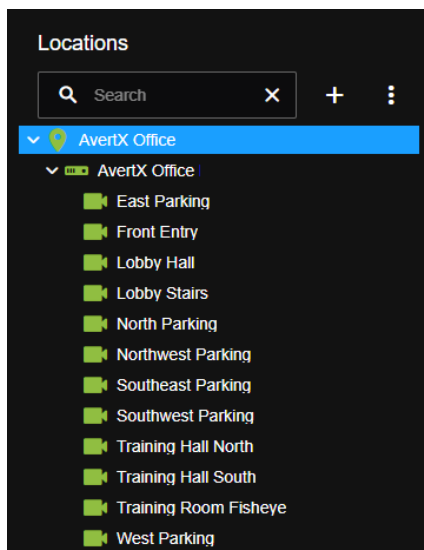 Locations
Search
AvertX Office
AvertX Office
East Parking
Front Entry
Lobby Hall
Lobby Stairs
North Parking
Northwest Parking
Southeast Parking
Southwest Parking
Training Hall North
Training Hall South
Training Room Fisheye
West Parking